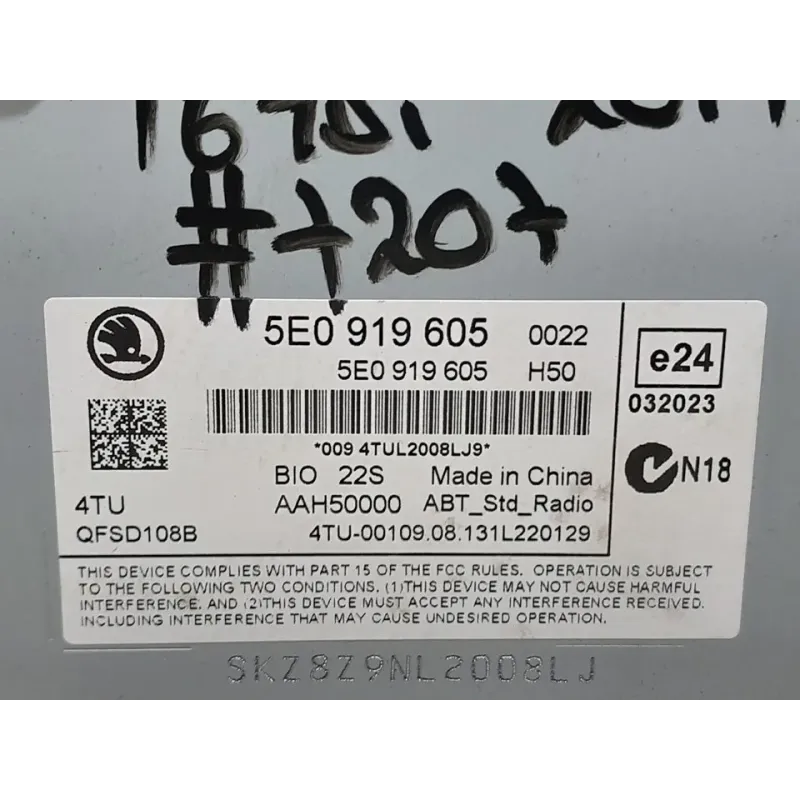 #7207
5E0 919 605 0022
5E0 919 605 H50
e24
032023
*009 4TUL2008LJ9*
N18
BIO 22S Made in China
4TU AAH50000 ABT_Std_Radio
QFSD108B 4TU-00109.08.131L220129
THIS DEVICE COMPLIES WITH PART 15 OF THE FCC RULES. OPERATION IS SUBJECT
TO THE FOLLOWING TWO CONDITIONS. (1)THIS DEVICE MAY NOT CAUSE HARMFUL
INTERFERENCE. AND (2)THIS DEVICE MUST ACCEPT ANY INTERFERENCE RECEIVED.
INCLUDING INTERFERENCE THAT MAY CAUSE UNDESIRED OPERATION.
SKZ8Z9NL2008LJ